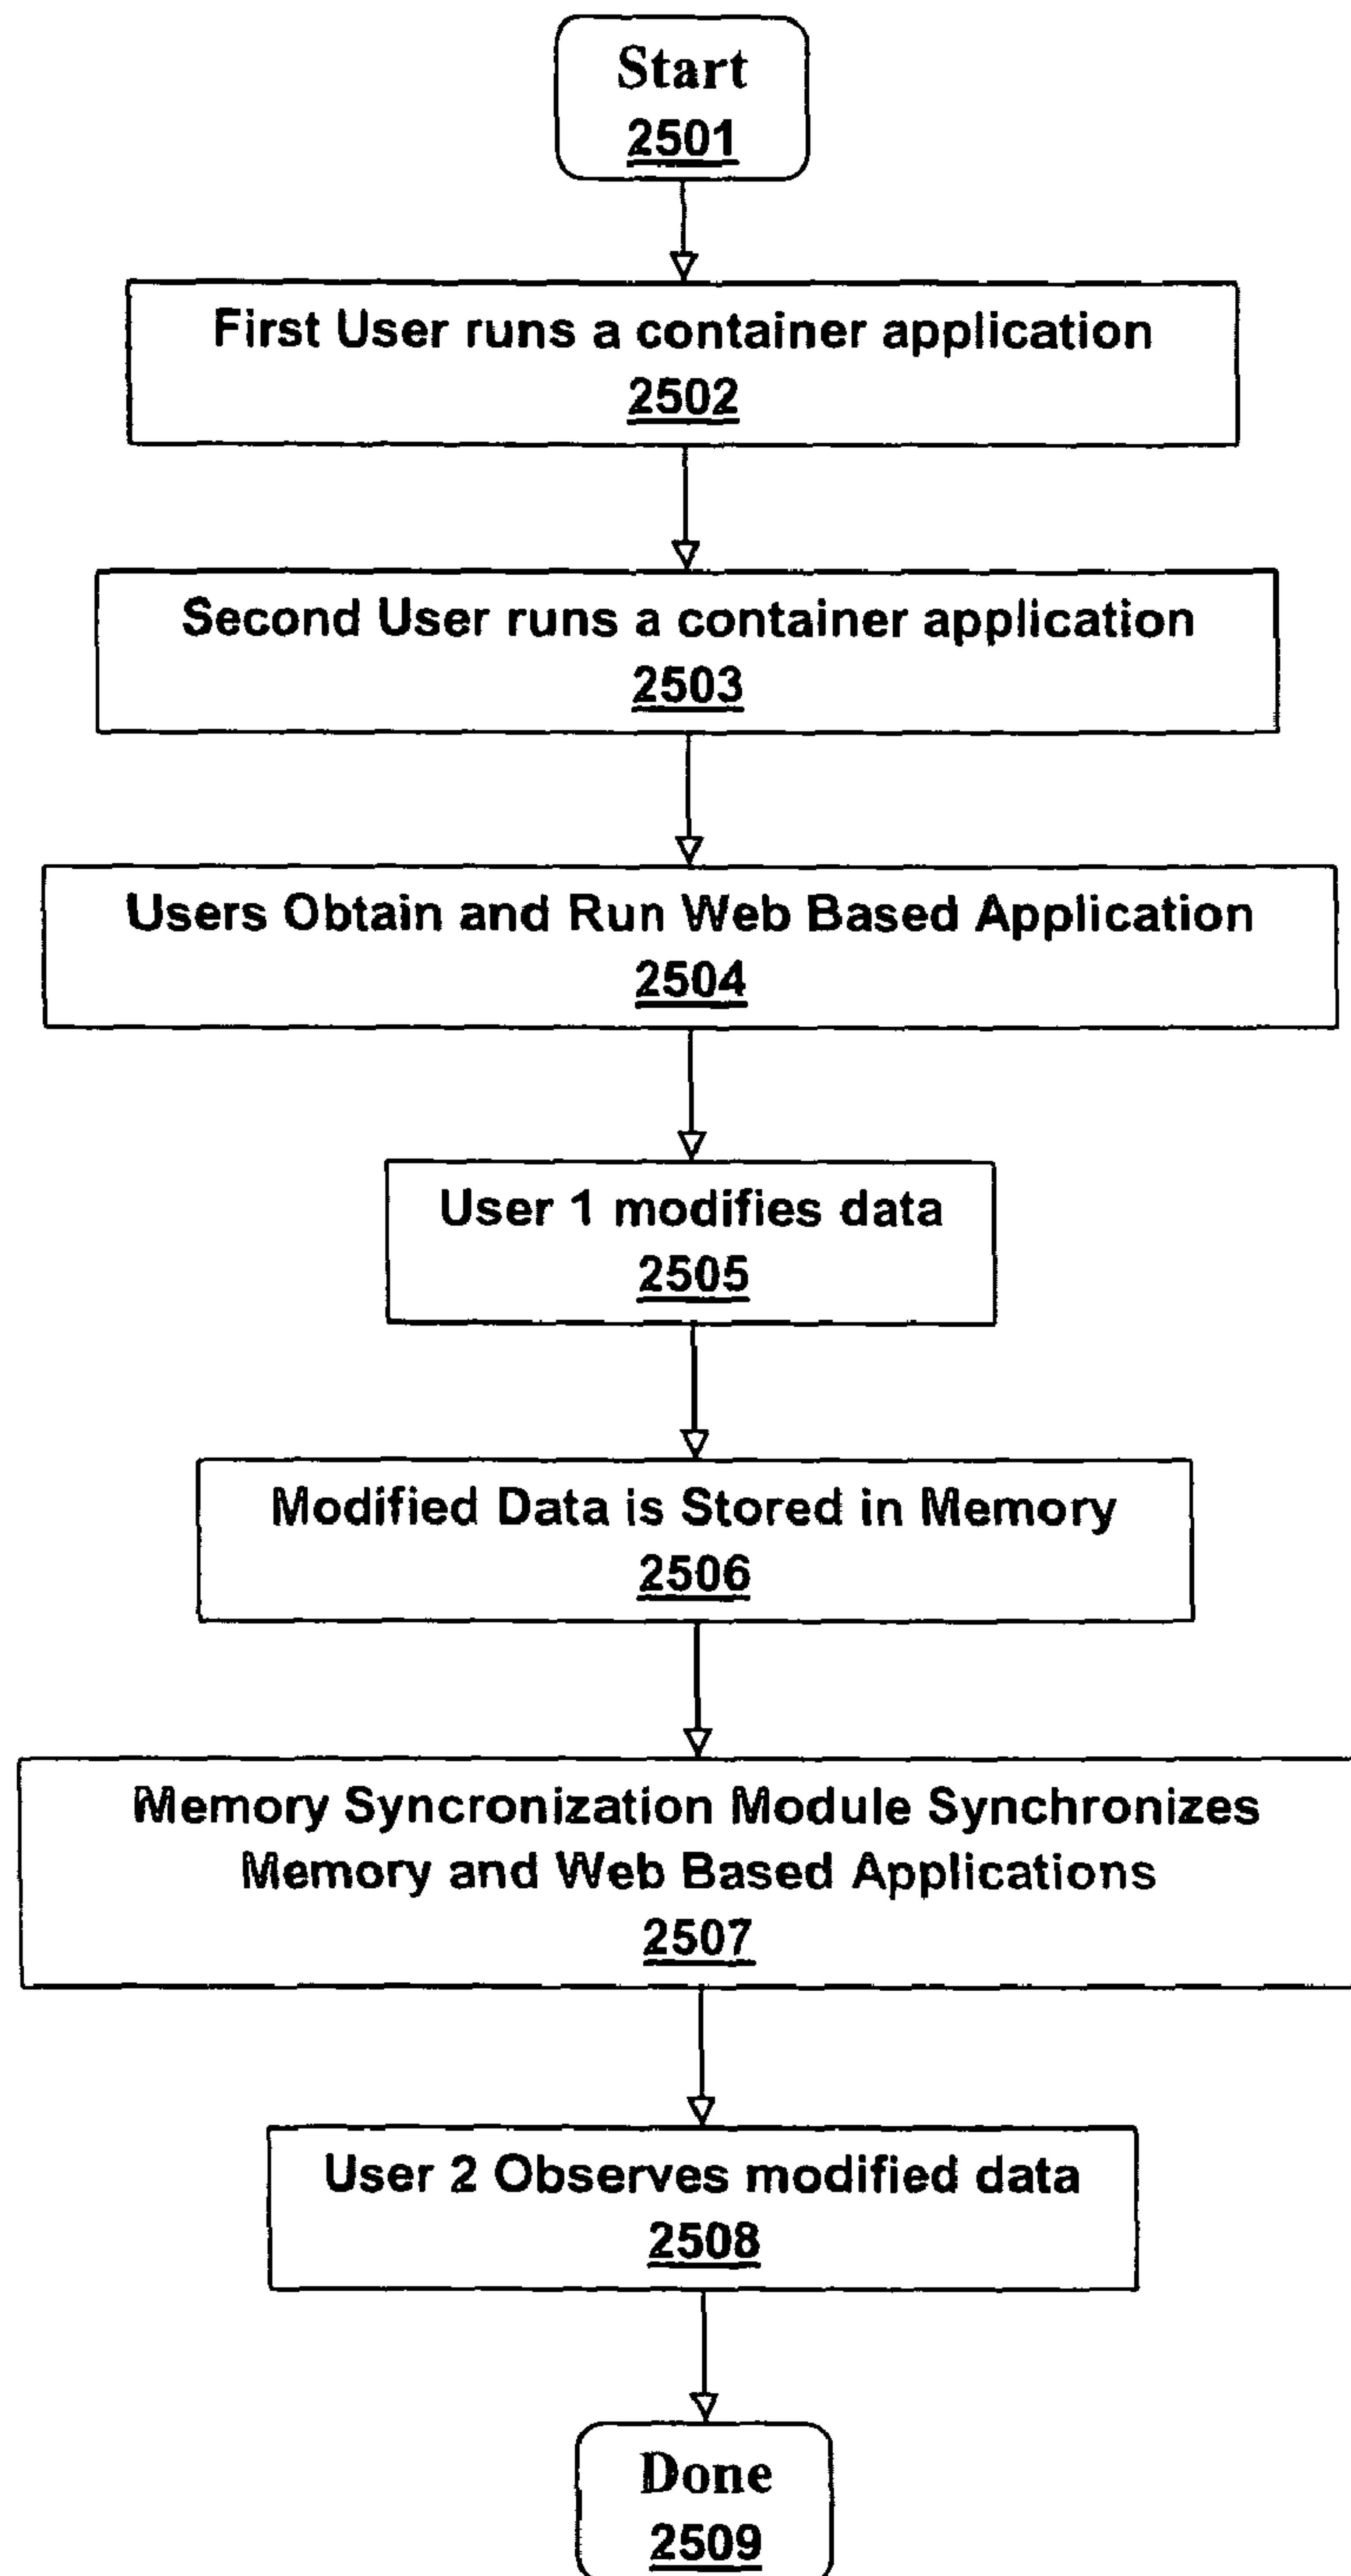 Start
2501
First User runs a container application
2502
Second User runs a container application
2503
Users Obtain and Run Web Based Application
2504
User 1 modifies data
2505
Modified Data is Stored in Memory
2506
Memory Syncronization Module Synchronizes
Memory and Web Based Applications
2507
User 2 Observes modified data
2508
Done
2509